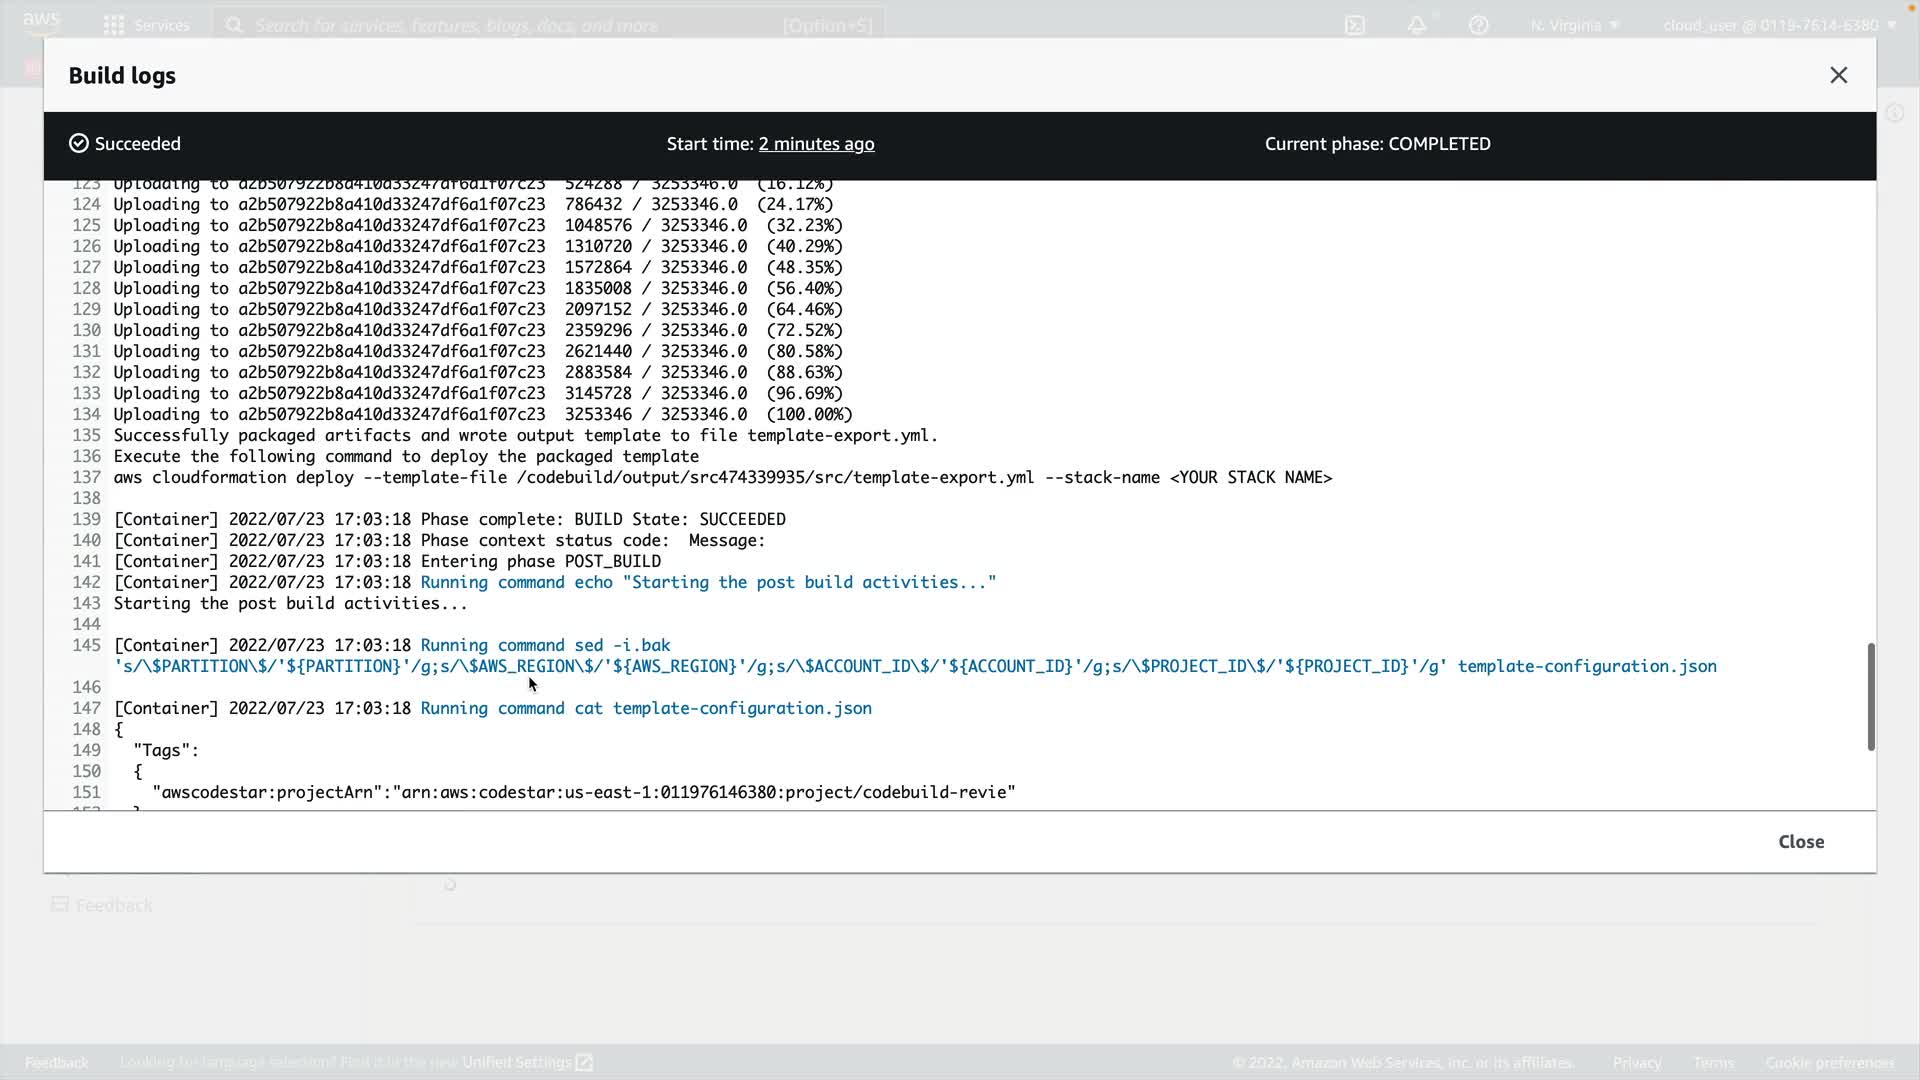 aws
Services
Search for services, features, blogs, docs, and more
[Option+S]
N. Virginia
cloud_user @ 0119-7614-6380
Build logs
Succeeded
Start time: 2 minutes ago
Current phase: COMPLETED
123 Uploading to a2b507922b8a410d33247df6a1f07c23 524288 / 3253346.0 (16.12%)
124 Uploading to a2b507922b8a410d33247df6a1f07c23 786432 / 3253346.0 (24.17%)
125 Uploading to a2b507922b8a410d33247df6a1f07c23 1048576 / 3253346.0 (32.23%)
126 Uploading to a2b507922b8a410d33247df6a1f07c23 1310720 / 3253346.0 (40.29%)
127 Uploading to a2b507922b8a410d33247df6a1f07c23 1572864 / 3253346.0 (48.35%)
128 Uploading to a2b507922b8a410d33247df6a1f07c23 1835008 / 3253346.0 (56.40%)
129 Uploading to a2b507922b8a410d33247df6a1f07c23 2097152 / 3253346.0 (64.46%)
130 Uploading to a2b507922b8a410d33247df6a1f07c23 2359296 / 3253346.0 (72.52%)
131 Uploading to a2b507922b8a410d33247df6a1f07c23 2621440 / 3253346.0 (80.58%)
132 Uploading to a2b507922b8a410d33247df6a1f07c23 2883584 / 3253346.0 (88.63%)
133 Uploading to a2b507922b8a410d33247df6a1f07c23 3145728 / 3253346.0 (96.69%)
134 Uploading to a2b507922b8a410d33247df6a1f07c23 3253346 / 3253346.0 (100.00%)
135 Successfully packaged artifacts and wrote output template to file template-export.yml.
136 Execute the following command to deploy the packaged template
137 aws cloudformation deploy --template-file /codebuild/output/src474339935/src/template-export.yml --stack-name <YOUR STACK NAME>
138
139 [Container] 2022/07/23 17:03:18 Phase complete: BUILD State: SUCCEEDED
140 [Container] 2022/07/23 17:03:18 Phase context status code: Message:
141 [Container] 2022/07/23 17:03:18 Entering phase POST_BUILD
142 [Container] 2022/07/23 17:03:18 Running command echo "Starting the post build activities..."
143 Starting the post build activities...
144
145 [Container] 2022/07/23 17:03:18 Running command sed -i.bak
's/\$PARTITION\$/'${PARTITION}'/g;s/\$AWS_REGION\$/'${AWS_REGION}'/g;s/\$ACCOUNT_ID\$/'${ACCOUNT_ID}'/g;s/\$PROJECT_ID\$/'${PROJECT_ID}'/g' template-configuration.json
146
147 [Container] 2022/07/23 17:03:18 Running command cat template-configuration.json
148 {
149 "Tags":
150 {
151 "awscodestar:projectArn":"arn:aws:codestar:us-east-1:011976146380:project/codebuild-revie"
Close
Feedback
Feedback
Looking for language selection? Find it in the new Unified Settings
© 2022, Amazon Web Services, Inc. or its affiliates.
Privacy
Terms
Cookie preferences